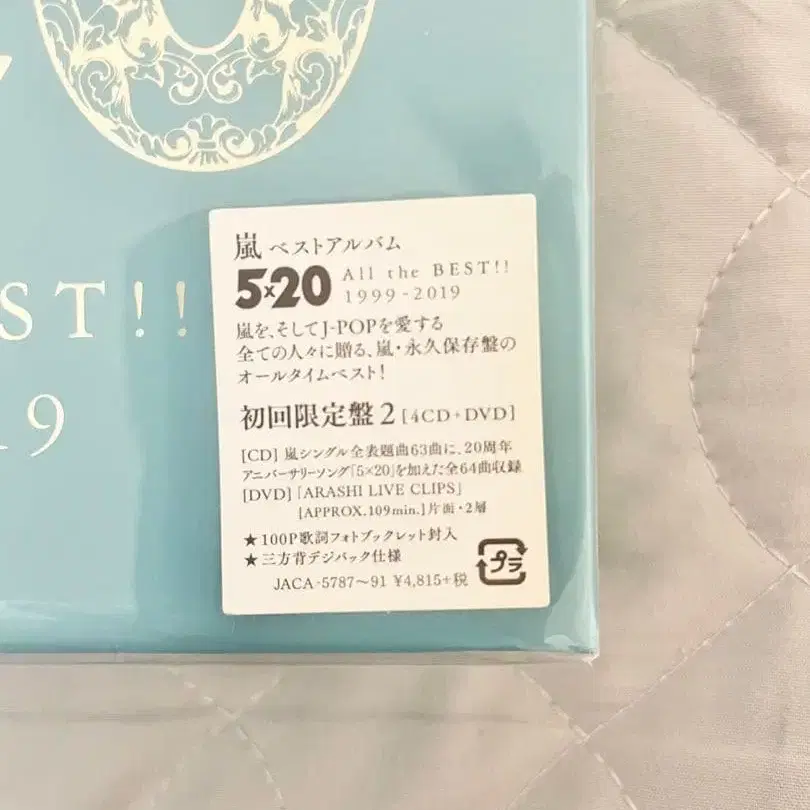 0
EST!!
19
嵐 ベストアルバム
5×20 All the BEST!!
1999-2019
嵐を、そしてJ-POPを愛する
全ての人々に贈る、嵐・永久保存盤の
オールタイムベスト!
初回限定盤2 [4CD+DVD]
[CD] 嵐シングル全表題曲63曲に、20周年
アニバーサリーソング「5×20」を加えた全64曲収録
[DVD]「ARASHI LIVE CLIPS」
[APPROX.109min.]片面・2層
★100P歌詞フォトブックレット封入
★三方背デジパック仕様
プラ
JACA-5787〜91 ¥4,815+税